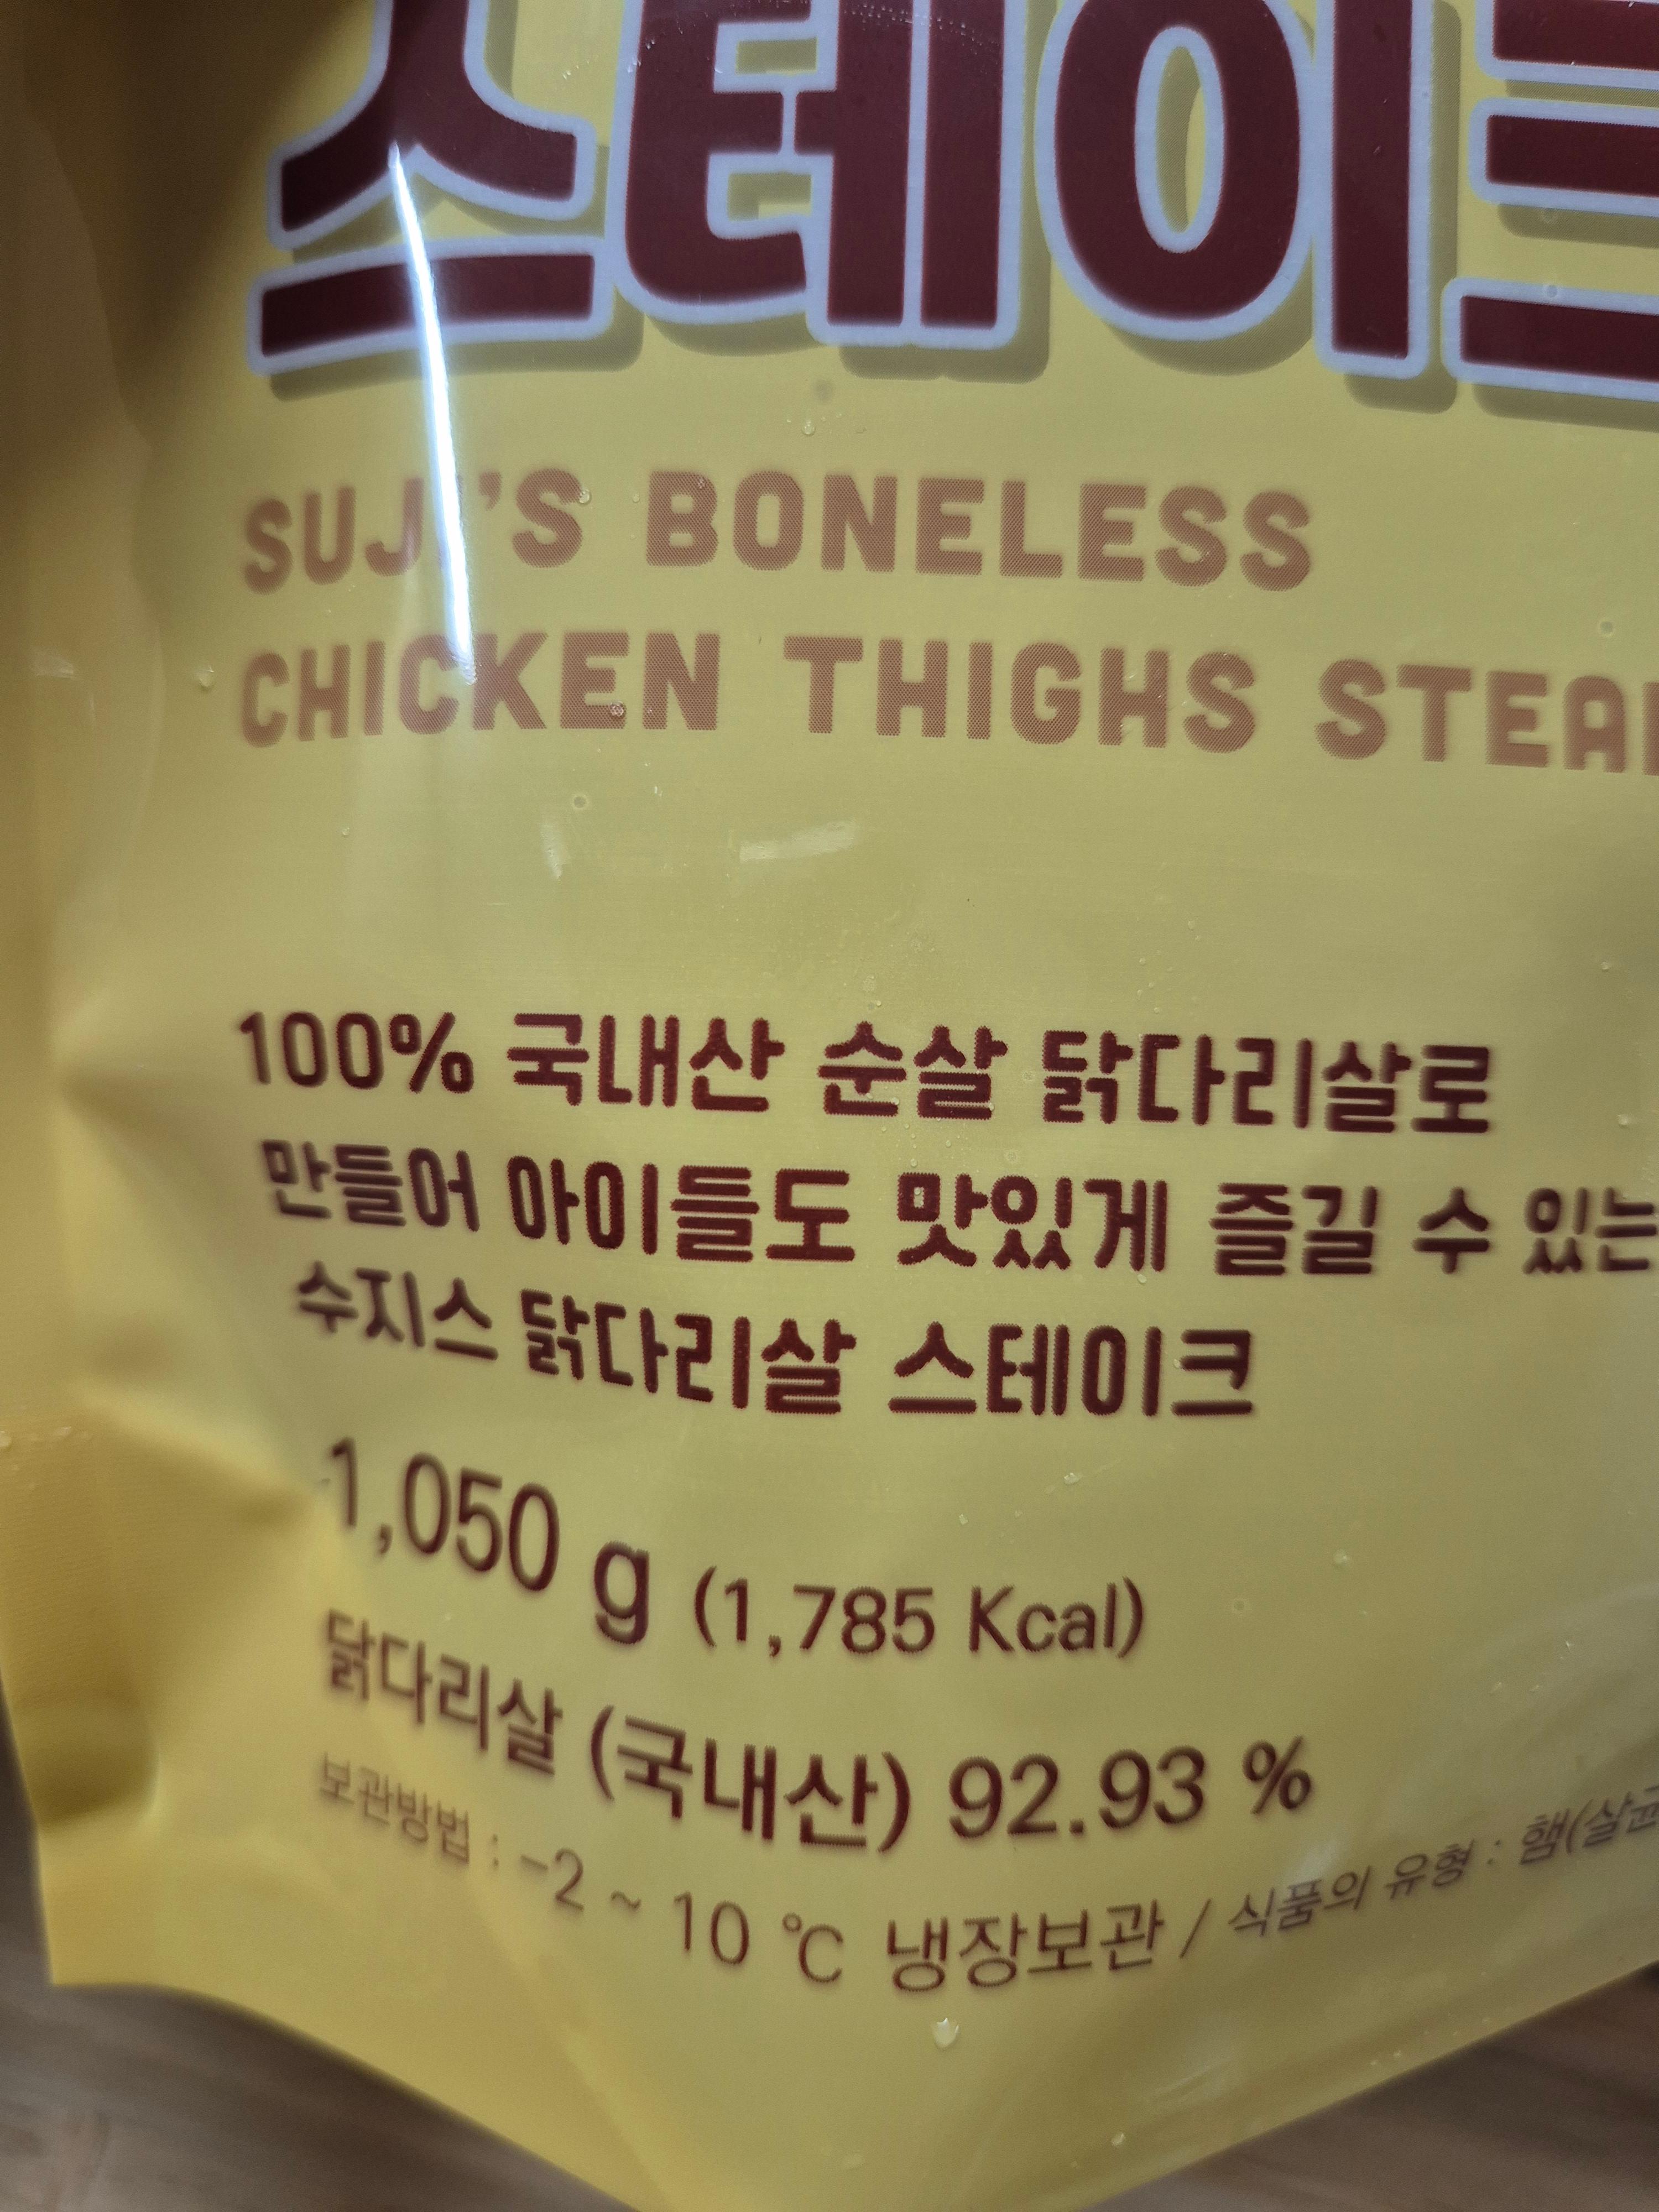 스테이크
SUJI'S BONELESS
CHICKEN THIGHS
100% 국내산 순살 닭다리살로
만들어 아이들도 맛있게 즐길 수 있는
수지스 닭다리살 스테이크
1,050 g (1,785 Kcal)
닭다리살 (국내산) 92.93 %
보관방법 : -2 ~ 10 ℃ 냉장보관 / 식품의 유형 : 햄(살균